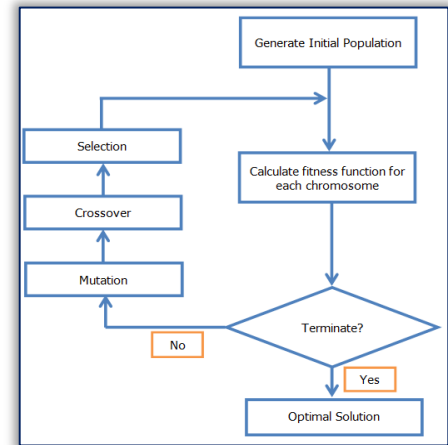 Generate Initial Population
Selection
Calculate fitness function for
each chromosome
Crossover
Mutation
Terminate?
No
Yes
Optimal Solution